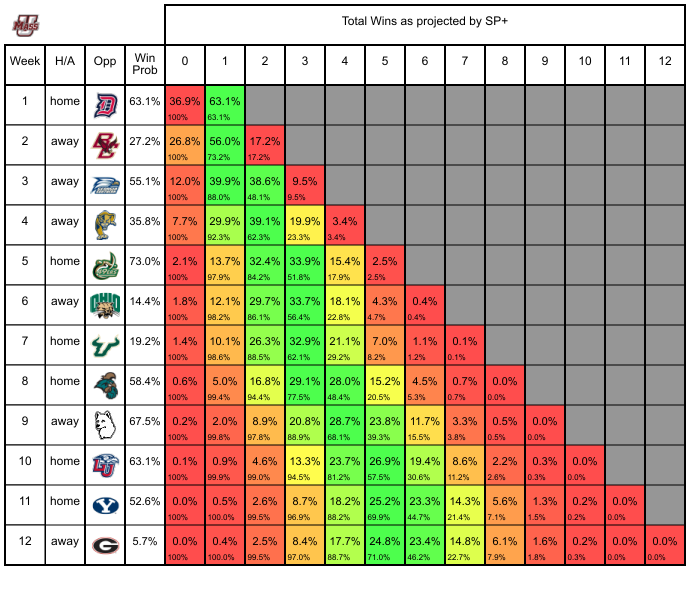 MASS
Total Wins as projected by SP+
Week H/A Opp Win Prob 0 1 2 3 4 5 6 7 8 9 10 11 12
1 home D 63.1% 36.9% 63.1%
100% 63.1%
2 away BC 27.2% 26.8% 56.0% 17.2%
100% 73.2% 17.2%
3 away 55.1% 12.0% 39.9% 38.6% 9.5%
100% 88.0% 48.1% 9.5%
4 away 35.8% 7.7% 29.9% 39.1% 19.9% 3.4%
100% 92.3% 62.3% 23.3% 3.4%
5 home 73.0% 2.1% 13.7% 32.4% 33.9% 15.4% 2.5%
100% 97.9% 84.2% 51.8% 17.9% 2.5%
6 away OHIO 14.4% 1.8% 12.1% 29.7% 33.7% 18.1% 4.3% 0.4%
100% 98.2% 86.1% 56.4% 22.8% 4.7% 0.4%
7 home 19.2% 1.4% 10.1% 26.3% 32.9% 21.1% 7.0% 1.1% 0.1%
100% 98.6% 88.5% 62.1% 29.2% 8.2% 1.2% 0.1%
8 home 58.4% 0.6% 5.0% 16.8% 29.1% 28.0% 15.2% 4.5% 0.7% 0.0%
100% 99.4% 94.4% 77.5% 48.4% 20.5% 5.3% 0.7% 0.0%
9 away 67.5% 0.2% 2.0% 8.9% 20.8% 28.7% 23.8% 11.7% 3.3% 0.5% 0.0%
100% 99.8% 97.8% 88.9% 68.1% 39.3% 15.5% 3.8% 0.5% 0.0%
10 home LU 63.1% 0.1% 0.9% 4.6% 13.3% 23.7% 26.9% 19.4% 8.6% 2.2% 0.3% 0.0%
100% 99.9% 99.0% 94.5% 81.2% 57.5% 30.6% 11.2% 2.6% 0.3% 0.0%
11 home Y 52.6% 0.0% 0.5% 2.6% 8.7% 18.2% 25.2% 23.3% 14.3% 5.6% 1.3% 0.2% 0.0%
100% 100.0% 99.5% 96.9% 88.2% 69.9% 44.7% 21.4% 7.1% 1.5% 0.2% 0.0%
12 away G 5.7% 0.0% 0.4% 2.5% 8.4% 17.7% 24.8% 23.4% 14.8% 6.1% 1.6% 0.2% 0.0% 0.0%
100% 100.0% 99.5% 97.0% 88.7% 71.0% 46.2% 22.7% 7.9% 1.8% 0.3% 0.0% 0.0%